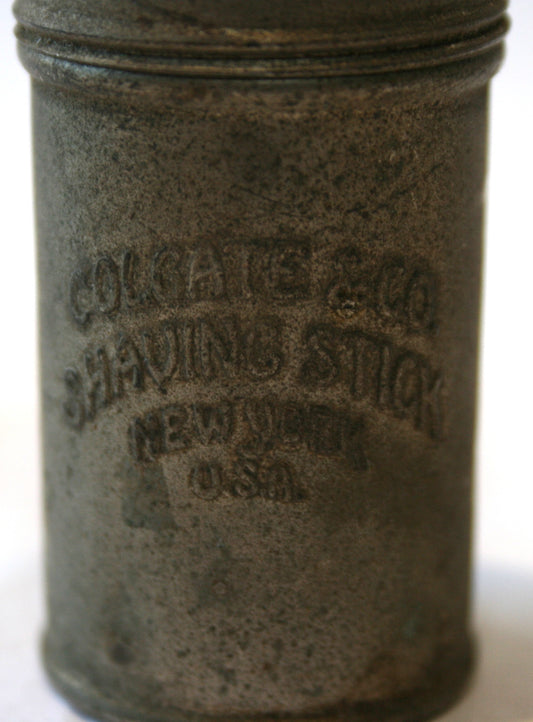 COLGATE & CO.
SHAVING STICK
NEW YORK
U.S.A.